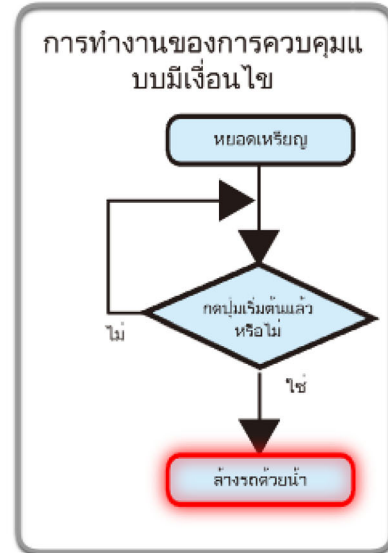 การทำงานของการควบคุมแ
บบมีเงื่อนไข
หยอดเหรียญ
กดปุ่มเริ่มต้นแล้ว
หรือไม่
ไม่
ใช่
ล้างรถด้วยน้ำ